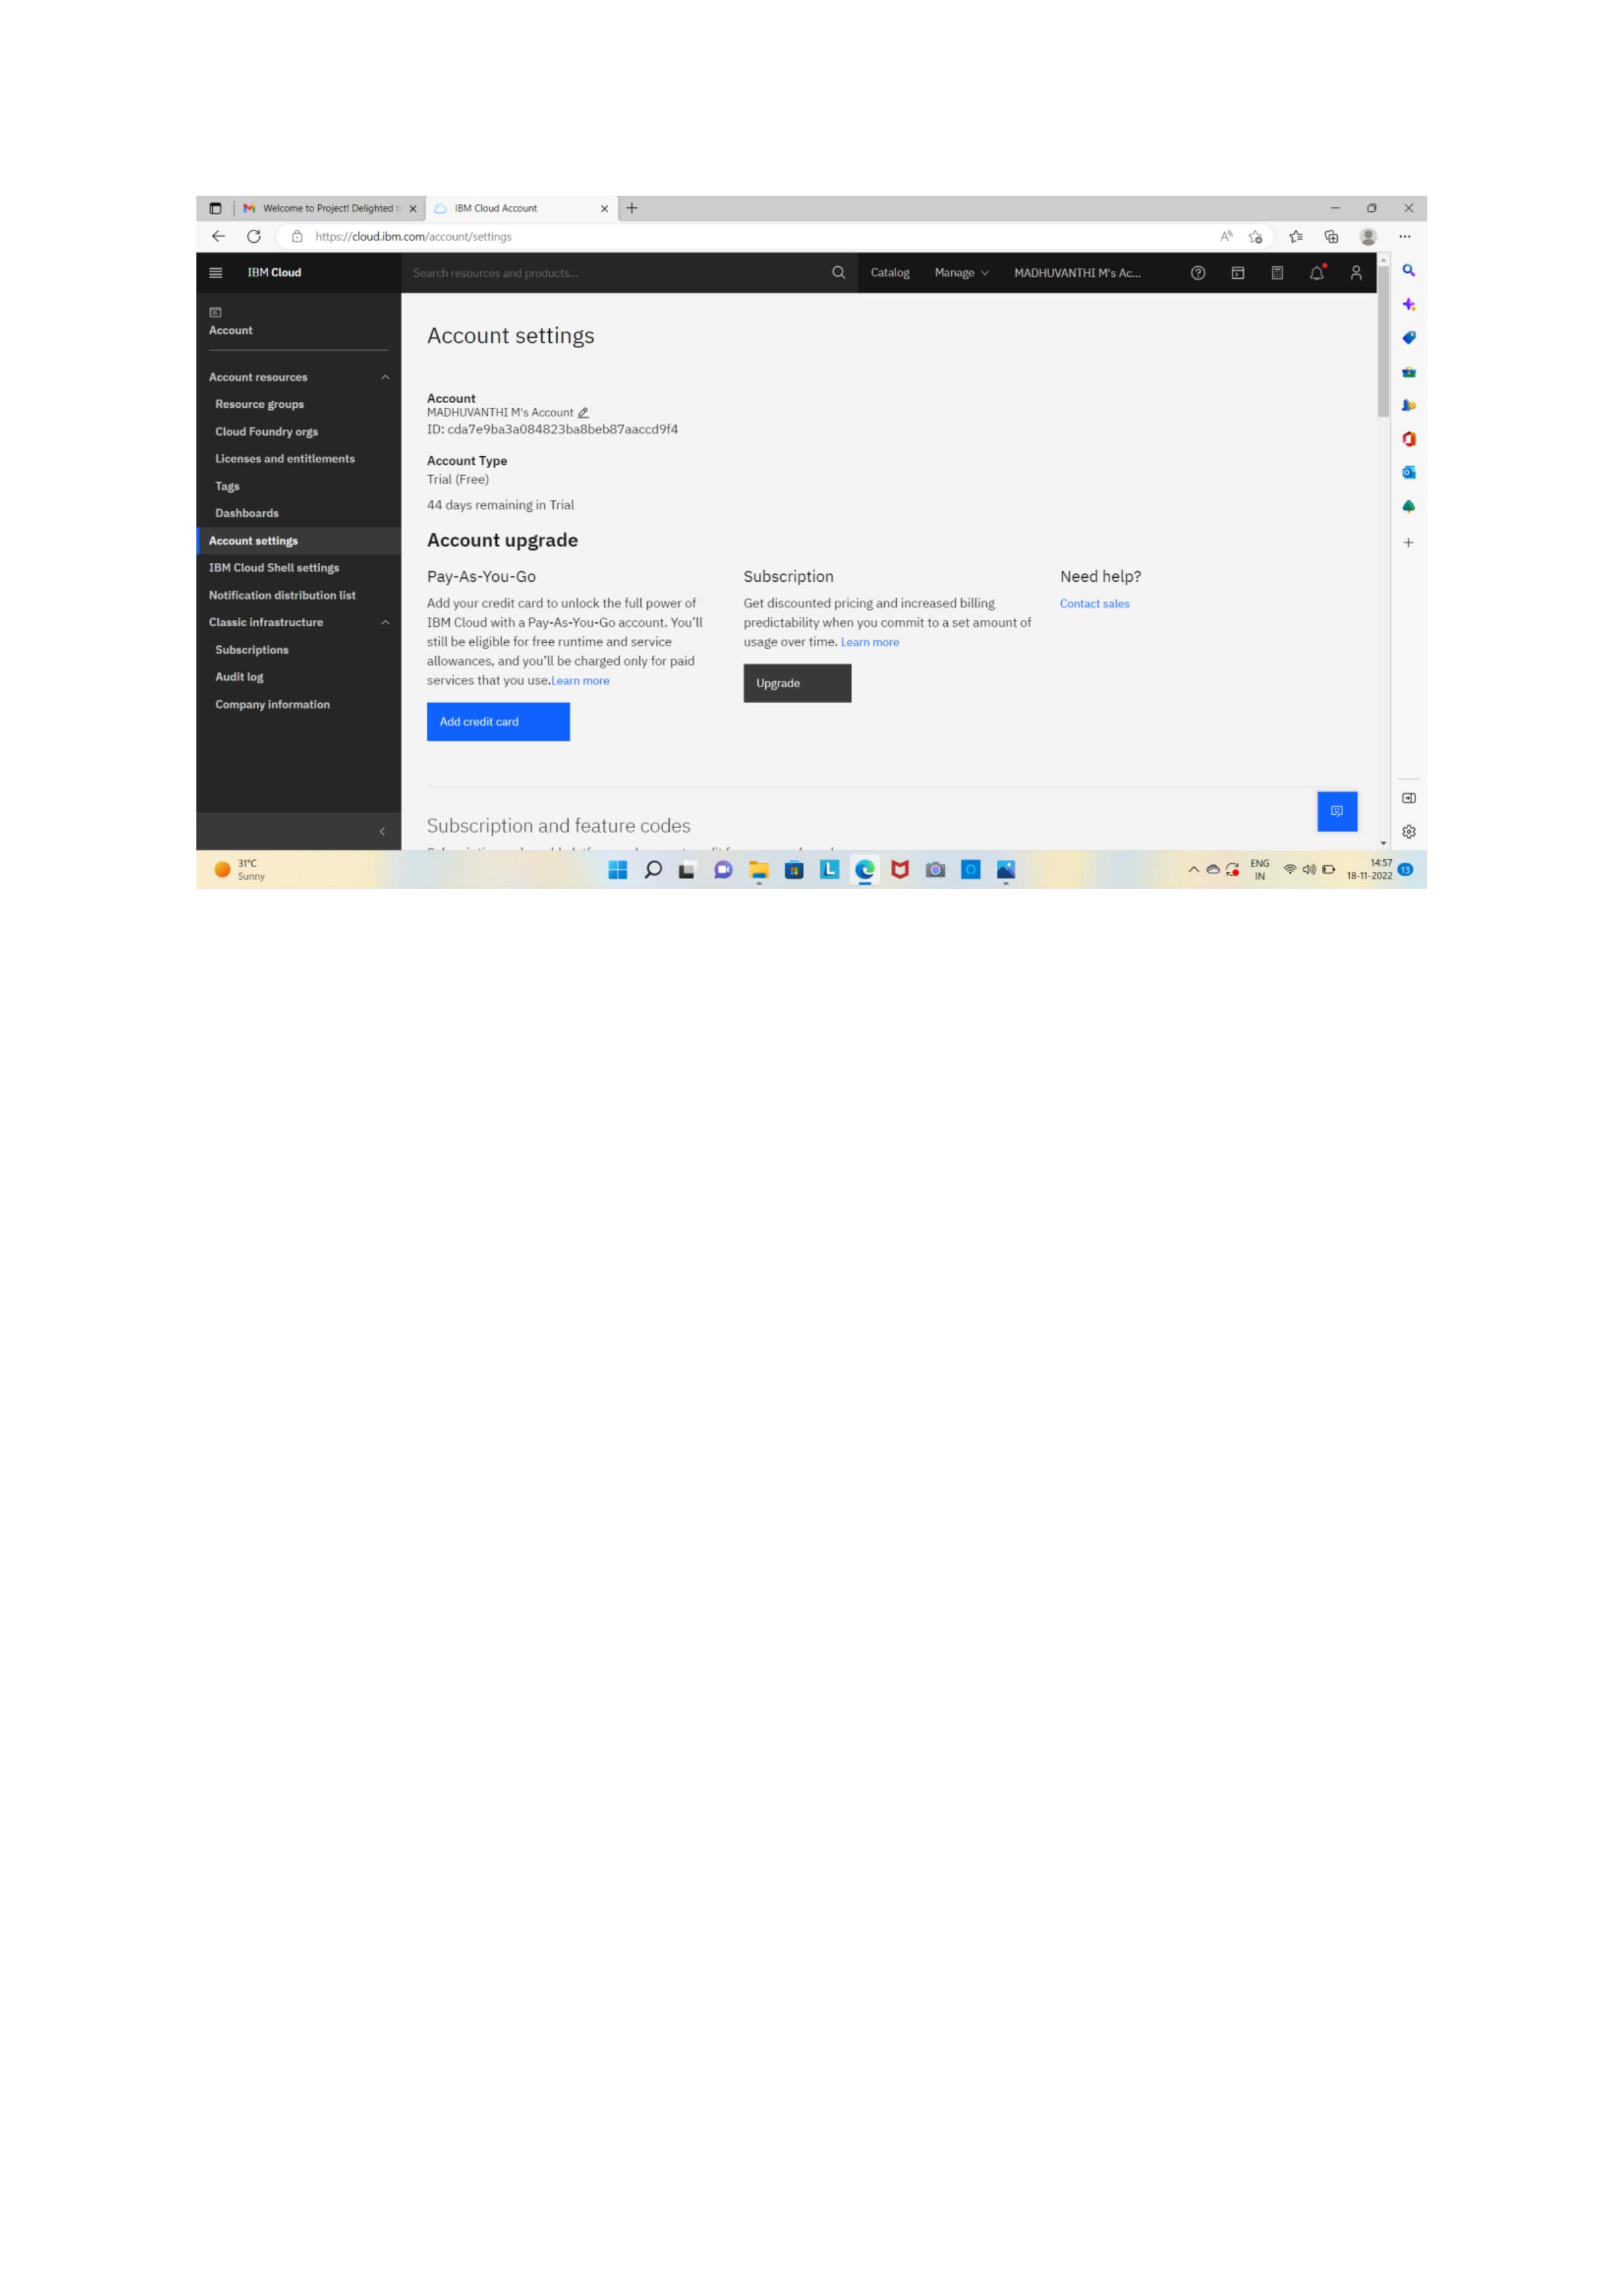 Welcome to Project! Delighted t
IBM Cloud Account
https://cloud.ibm.com/account/settings
IBM Cloud
Search resources and products...
Catalog
Manage
MADHUVANTHI M's Ac...
Account
Account resources
Resource groups
Cloud Foundry orgs
Licenses and entitlements
Tags
Dashboards
Account settings
IBM Cloud Shell settings
Notification distribution list
Classic infrastructure
Subscriptions
Audit log
Company information
Account settings
Account
MADHUVANTHI M's Account
ID: cda7e9ba3a084823ba8beb87aaccd9f4
Account Type
Trial (Free)
44 days remaining in Trial
Account upgrade
Pay-As-You-Go
Add your credit card to unlock the full power of
IBM Cloud with a Pay-As-You-Go account. You'll
still be eligible for free runtime and service
allowances, and you'll be charged only for paid
services that you use.Learn more
Add credit card
Subscription
Get discounted pricing and increased billing
predictability when you commit to a set amount of
usage over time. Learn more
Upgrade
Need help?
Contact sales
Subscription and feature codes
31°C
Sunny
ENG
IN
14:57
18-11-2022
13